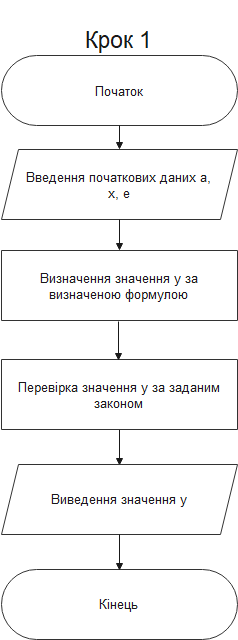 Крок 1
Початок
Введення початкових даних a,
x, e
Визначення значення y за
визначеною формулою
Перевірка значення y за заданим
законом
Виведення значення y
Кінець